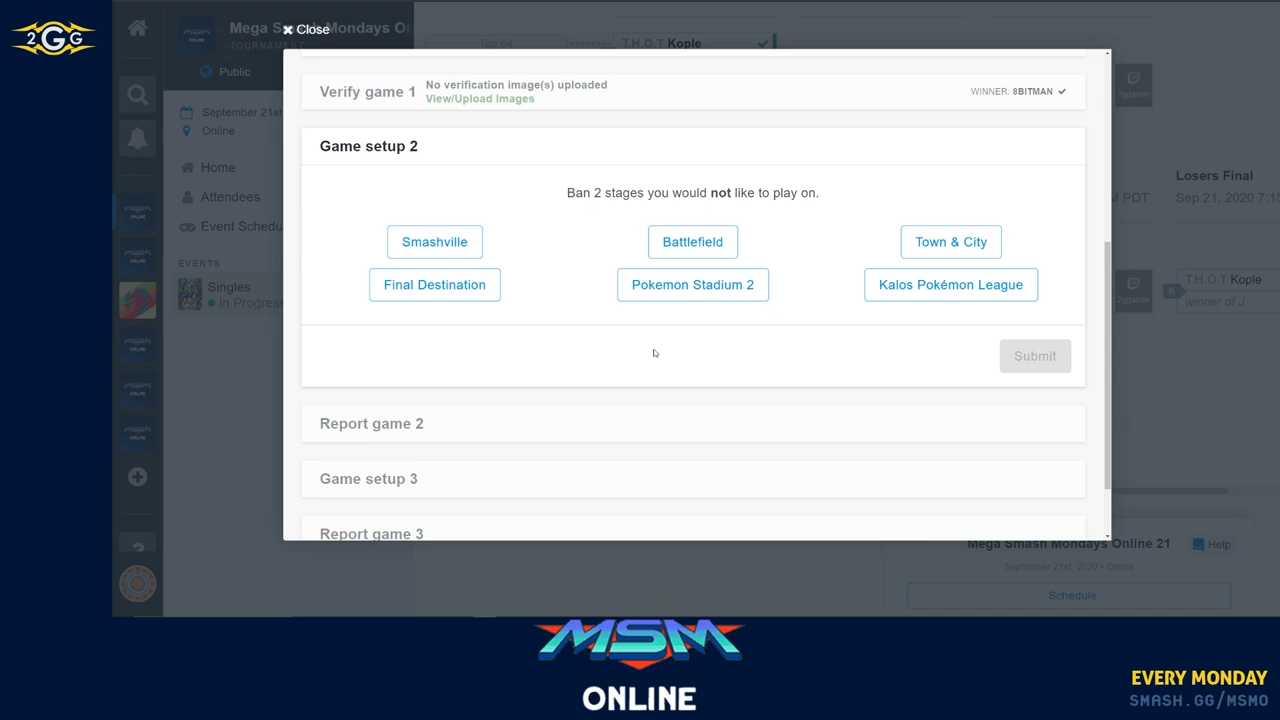 2GG
Mega Smash Mondays Or
TOURNAMENT
Public
September 21st
Online
Home
Attendees
Event Schedu
EVENTS
Singles
In Progress
Close
Top 64
T.H.O.T Kople
Verify game 1
No verification image(s) uploaded
View/Upload Images
WINNER: 8BITMAN
Game setup 2
Ban 2 stages you would not like to play on.
Smashville
Battlefield
Town & City
Final Destination
Pokemon Stadium 2
Kalos Pokémon League
Submit
Report game 2
Game setup 3
Report game 3
Losers Final
M PDT
Sep 21, 2020 7:15
K
T.H.O.T Kople
winner of J
Mega Smash Mondays Online 21
Help
September 21st, 2020 • Online
Schedule
MSM
ONLINE
EVERY MONDAY
SMASH.GG/MSMO